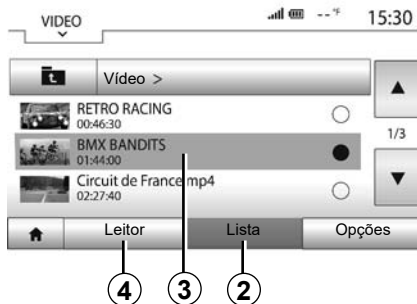 VIDEO
--°F 15:30
Vídeo >
RETRO RACING
00:46:30
1/3
BMX BANDITS
01:44:00
Circuit de France.mp4
02:27:40
Leitor Lista Opções
4 3 2